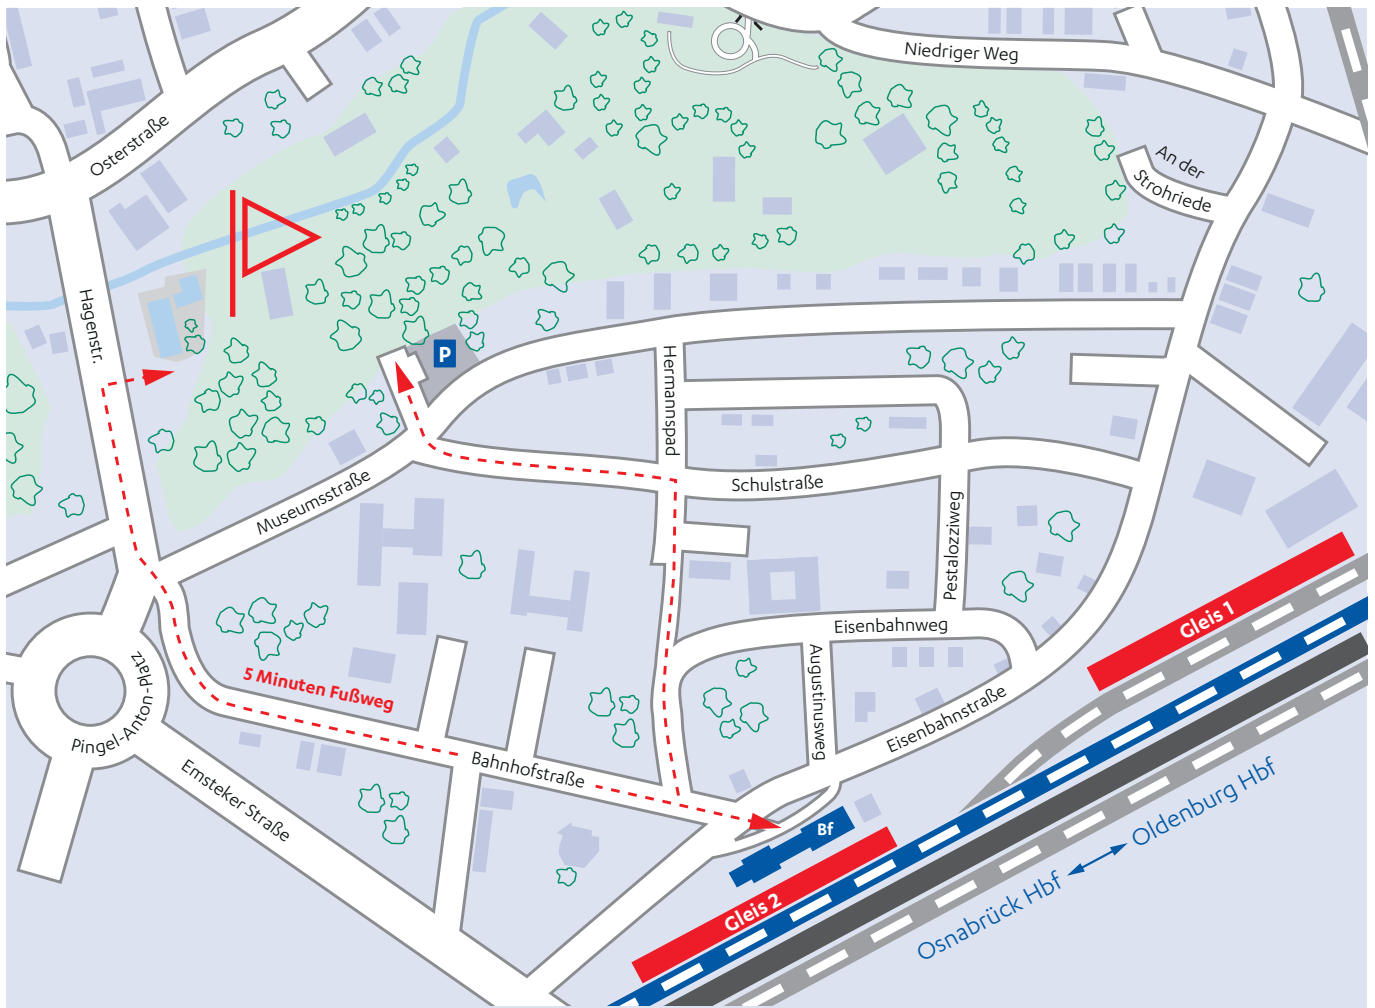 Niedriger Weg
Osterstraße
An der
Strohriede
Hagenstr.
P
Hermannspad
Schulstraße
Museumsstraße
Pestalozziweg
Gleis 1
Eisenbahnweg
Augustinusweg
5 Minuten Fußweg
Pingel-Anton-Platz
Eisenbahnstraße
Bahnhofstraße
Emsteker Straße
Bf
Gleis 2
Osnabrück Hbf
Oldenburg Hbf